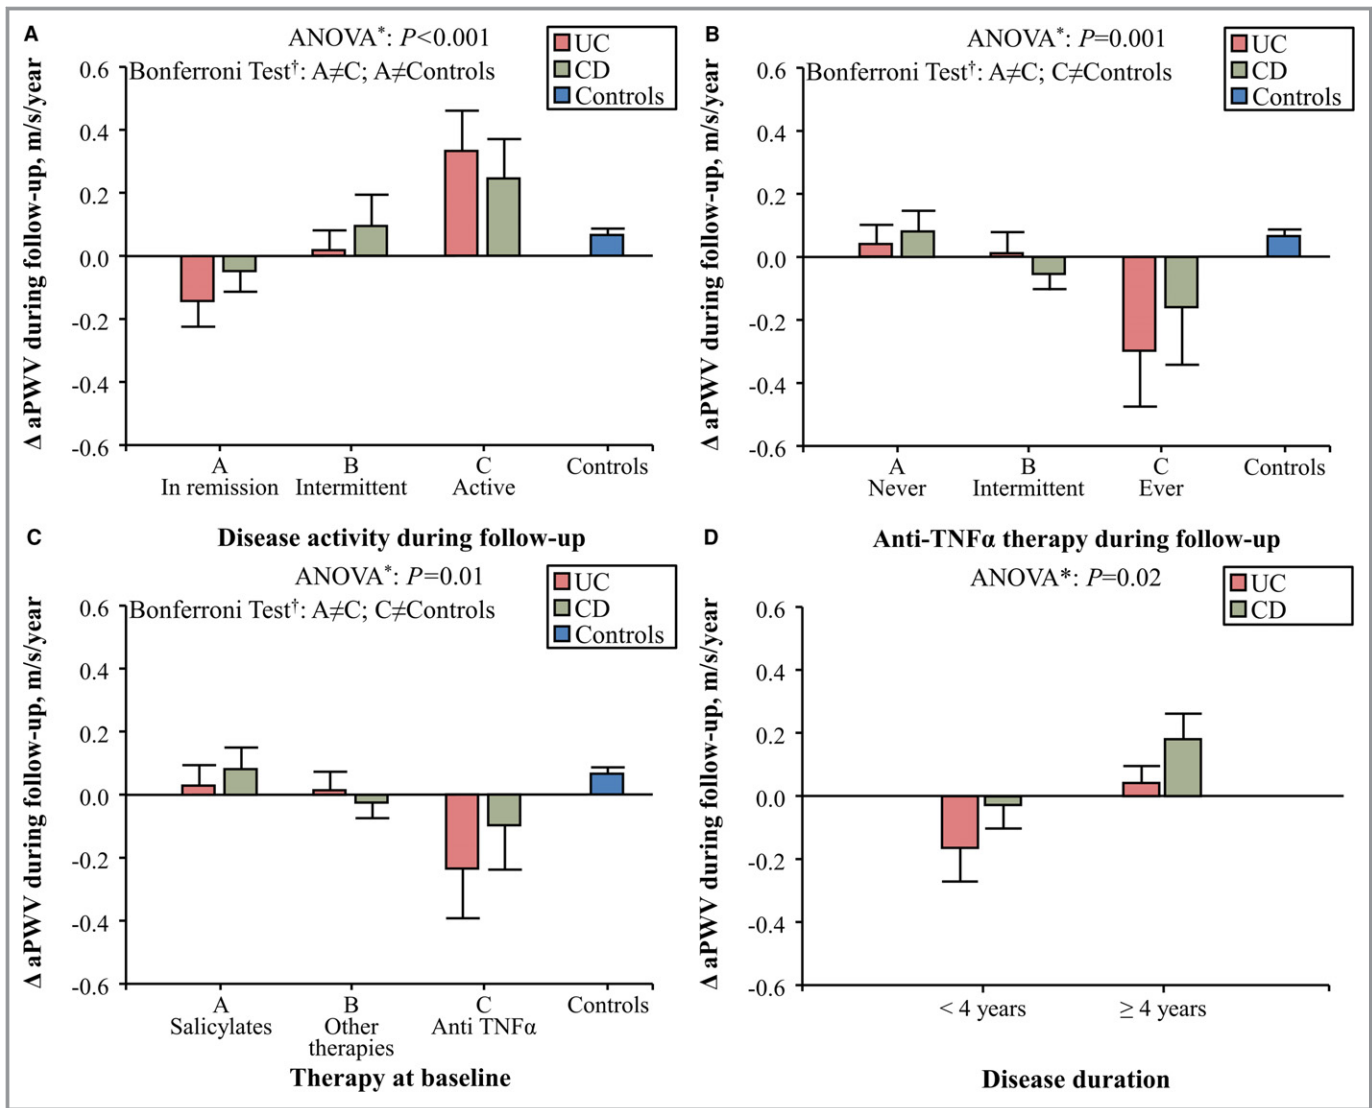 A
ANOVA*: P<0.001
Bonferroni Test†: A≠C; A≠Controls
UC
CD
Controls
Δ aPWV during follow-up, m/s/year
0.6
0.4
0.2
0.0
-0.2
-0.4
-0.6
A
In remission
B
Intermittent
C
Active
Controls
Disease activity during follow-up
B
ANOVA*: P=0.001
Bonferroni Test†: A≠C; C≠Controls
UC
CD
Controls
Δ aPWV during follow-up, m/s/year
0.6
0.4
0.2
0.0
-0.2
-0.4
-0.6
A
Never
B
Intermittent
C
Ever
Controls
Anti-TNFα therapy during follow-up
C
ANOVA*: P=0.01
Bonferroni Test†: A≠C; C≠Controls
UC
CD
Controls
Δ aPWV during follow-up, m/s/year
0.6
0.4
0.2
0.0
-0.2
-0.4
-0.6
A
Salicylates
B
Other
therapies
C
Anti TNFα
Controls
Therapy at baseline
D
ANOVA*: P=0.02
UC
CD
Δ aPWV during follow-up, m/s/year
0.6
0.4
0.2
0.0
-0.2
-0.4
-0.6
< 4 years
≥ 4 years
Disease duration